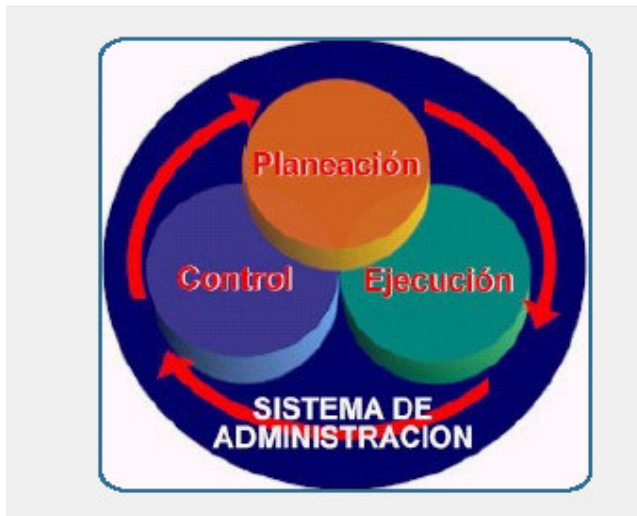 Planeación
Control
Ejecución
SISTEMA DE
ADMINISTRACION